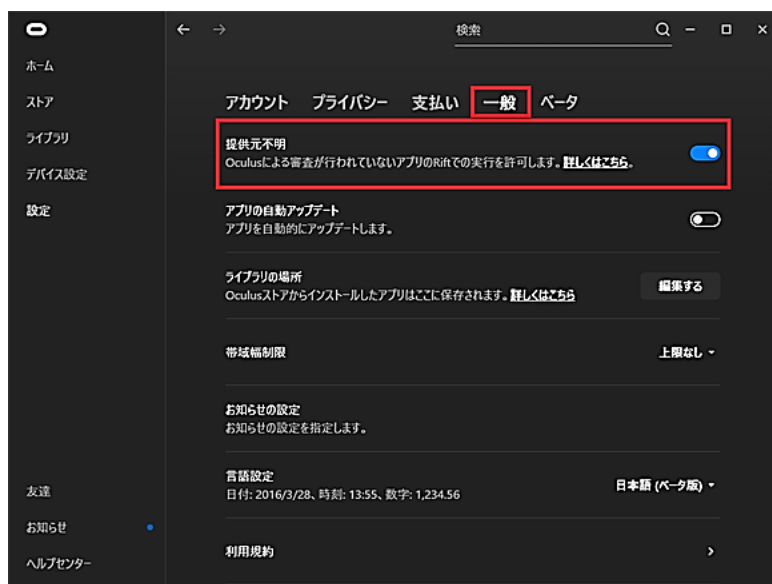 検索
ホーム
ストア
ライブラリ
デバイス設定
設定
アカウント プライバシー 支払い 一般 ベータ
提供元不明
Oculusによる審査が行われていないアプリのRiftでの実行を許可します。詳しくはこちら。
アプリの自動アップデート
アプリを自動的にアップデートします。
ライブラリの場所
Oculusストアからインストールしたアプリはここに保存されます。詳しくはこちら
編集する
帯域幅制限
上限なし
お知らせの設定
お知らせの設定を指定します。
言語設定
日付: 2016/3/28、時刻: 13:55、数字: 1,234.56
日本語 (ベータ版)
利用規約
友達
お知らせ
ヘルプセンター